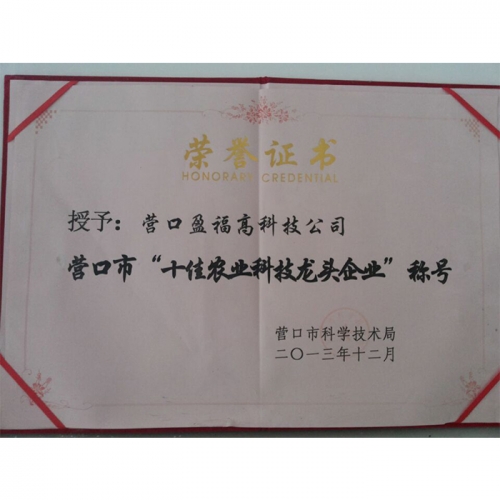 荣誉证书
HONORARY CREDENTIAL
授予：营口盈福高科技公司
营口市“十佳农业科技龙头企业”称号
营口市科学技术局
二〇一三年十二月